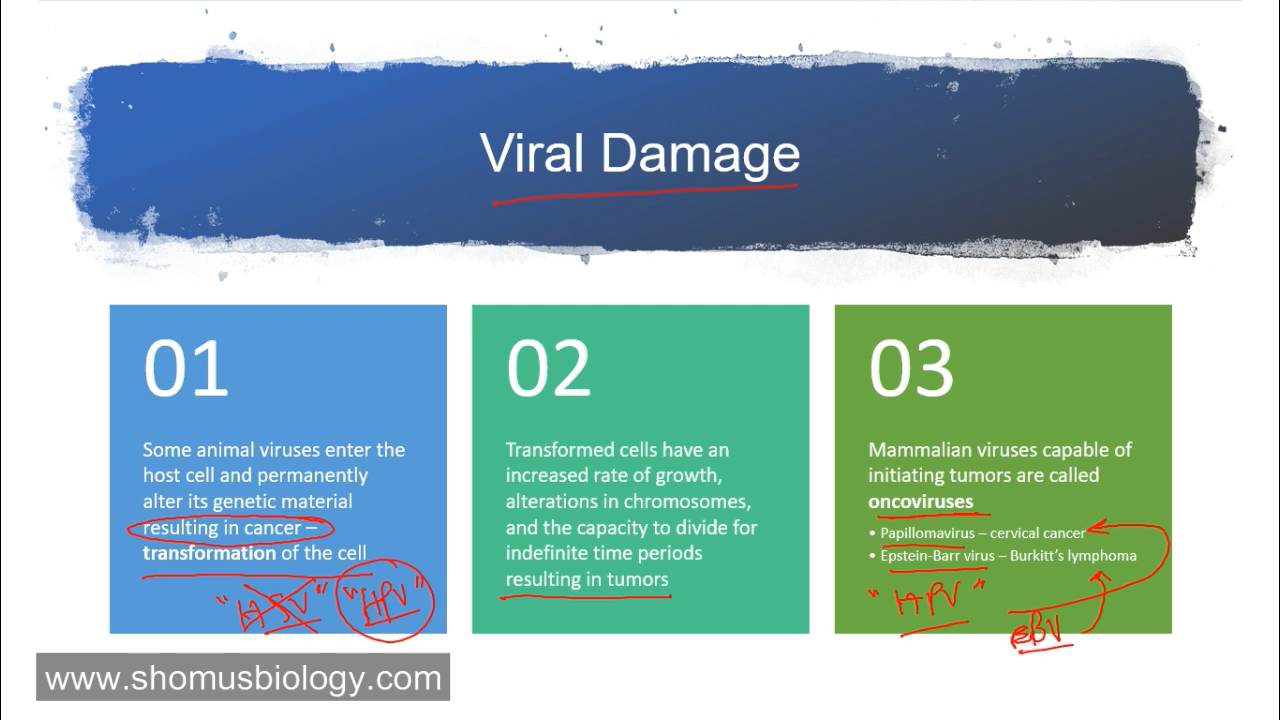 Viral Damage
01
Some animal viruses enter the
host cell and permanently
alter its genetic material
resulting in cancer –
transformation of the cell
"HSV" "HPV"
02
Transformed cells have an
increased rate of growth,
alterations in chromosomes,
and the capacity to divide for
indefinite time periods
resulting in tumors
03
Mammalian viruses capable of
initiating tumors are called
oncoviruses
• Papillomavirus – cervical cancer
• Epstein-Barr virus – Burkitt's lymphoma
"HPV"
EBV
www.shomusbiology.com